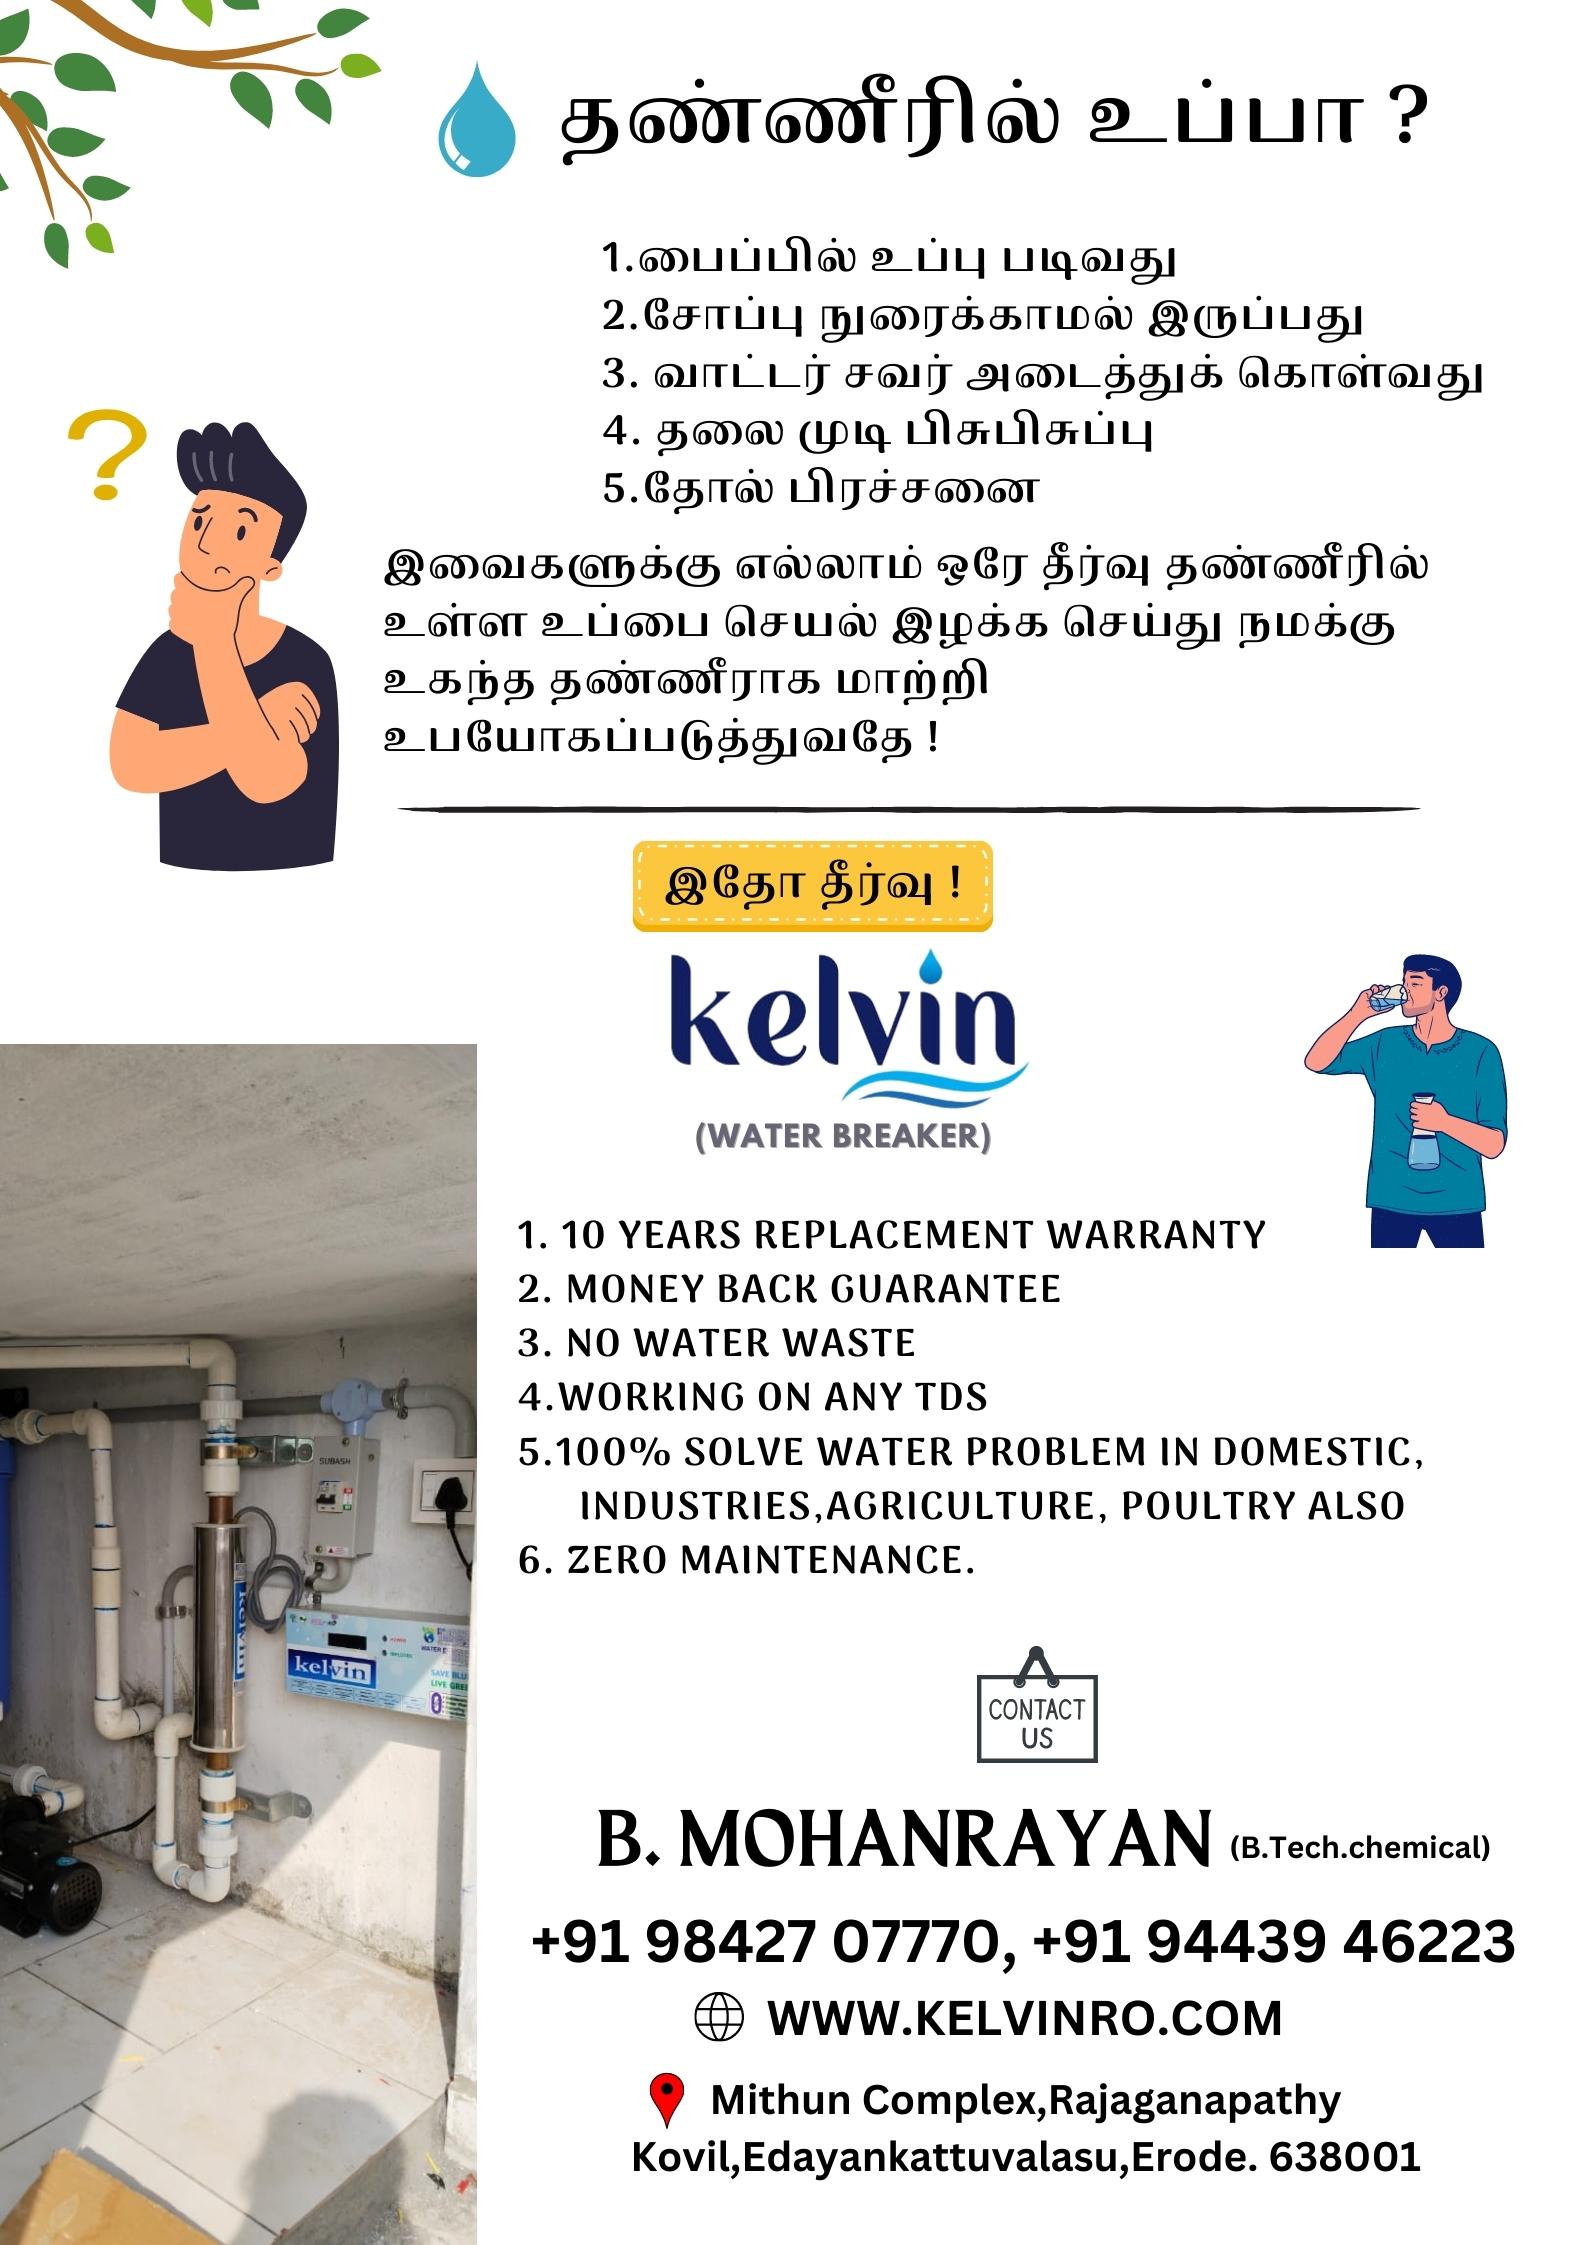 தண்ணீரில் உப்பா ?
1.பைப்பில் உப்பு படிவது
2.சோப்பு நுரைக்காமல் இருப்பது
3. வாட்டர் சவர் அடைத்துக் கொள்வது
4. தலை முடி பிசுபிசுப்பு
5.தோல் பிரச்சனை
?
இவைகளுக்கு எல்லாம் ஒரே தீர்வு தண்ணீரில்
உள்ள உப்பை செயல் இழக்க செய்து நமக்கு
உகந்த தண்ணீராக மாற்றி
உபயோகப்படுத்துவதே !
இதோ தீர்வு !
kelvin
(WATER BREAKER)
1. 10 YEARS REPLACEMENT WARRANTY
2. MONEY BACK GUARANTEE
3. NO WATER WASTE
4.WORKING ON ANY TDS
5.100% SOLVE WATER PROBLEM IN DOMESTIC,
INDUSTRIES,AGRICULTURE, POULTRY ALSO
6. ZERO MAINTENANCE.
SUBASH
kelvin
kelvin
SAVE BLU
LIVE GREE
CONTACT
US
B. MOHANRAYAN (B.Tech.chemical)
+91 98427 07770, +91 94439 46223
WWW.KELVINRO.COM
Mithun Complex,Rajaganapathy
Kovil,Edayankattuvalasu,Erode. 638001